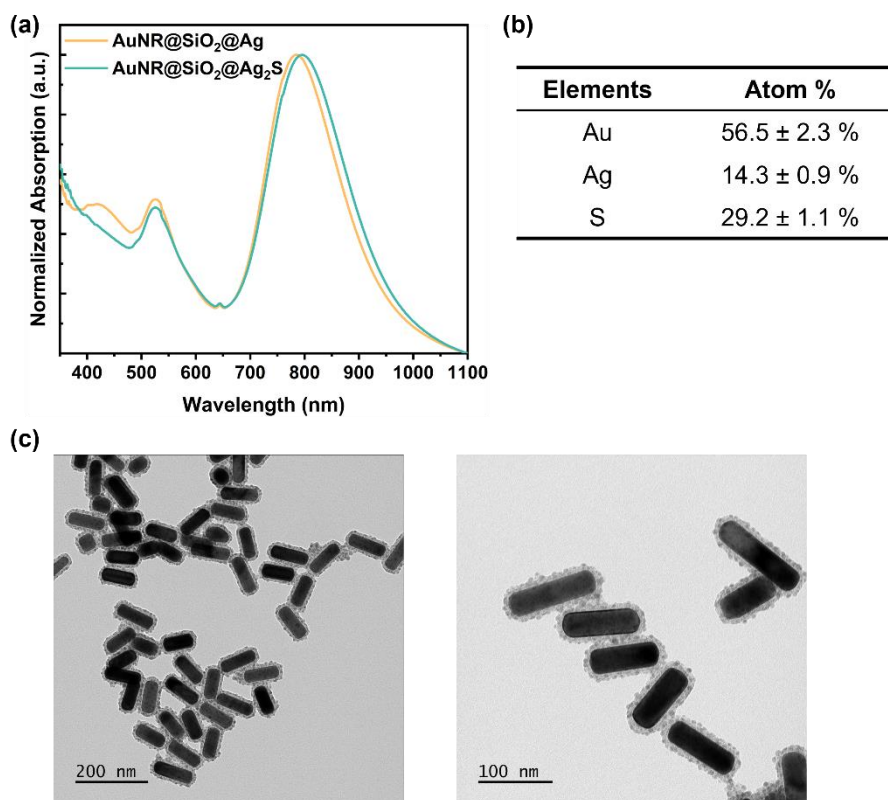 (a)
AuNR@SiO₂@Ag
AuNR@SiO₂@Ag₂S
Normalized Absorption (a.u.)
400 500 600 700 800 900 1000 1100
Wavelength (nm)
(b)
Elements Atom %
Au 56.5 ± 2.3 %
Ag 14.3 ± 0.9 %
S 29.2 ± 1.1 %
(c)
200 nm
100 nm